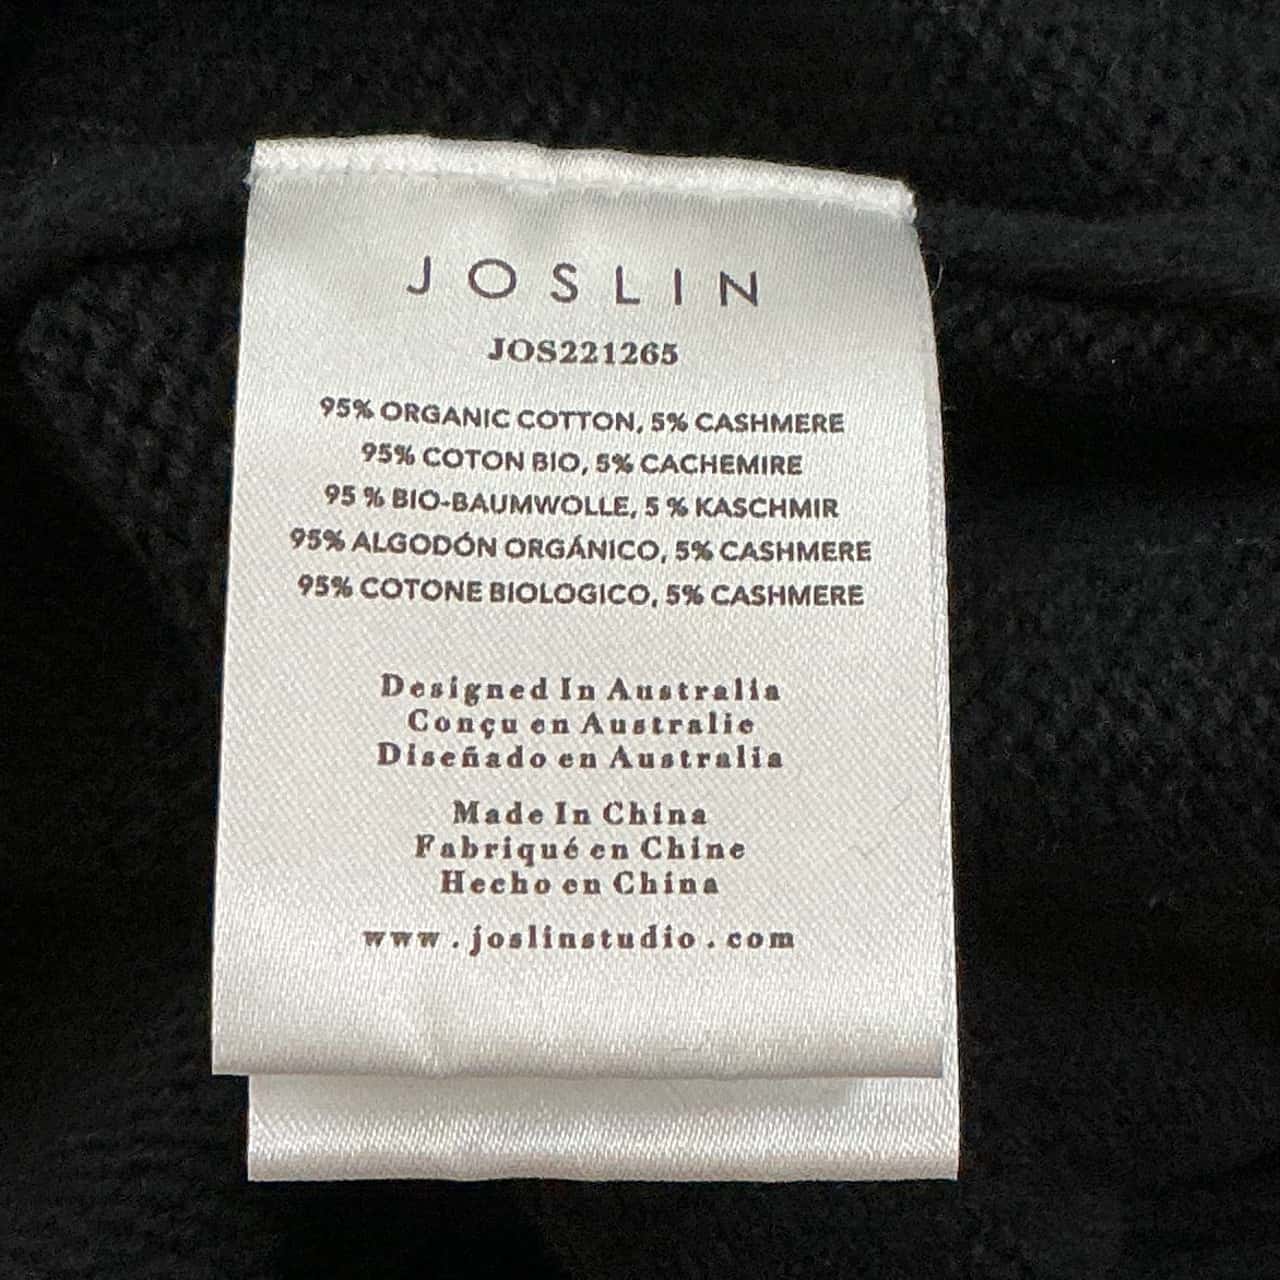 JOSLIN
JOS221265
95% ORGANIC COTTON, 5% CASHMERE
95% COTON BIO, 5% CACHEMIRE
95 % BIO-BAUMWOLLE, 5 % KASCHMIR
95% ALGODÓN ORGÁNICO, 5% CASHMERE
95% COTONE BIOLOGICO, 5% CASHMERE
Designed In Australia
Conçu en Australie
Diseñado en Australia
Made In China
Fabriqué en Chine
Hecho en China
www.joslinstudio.com